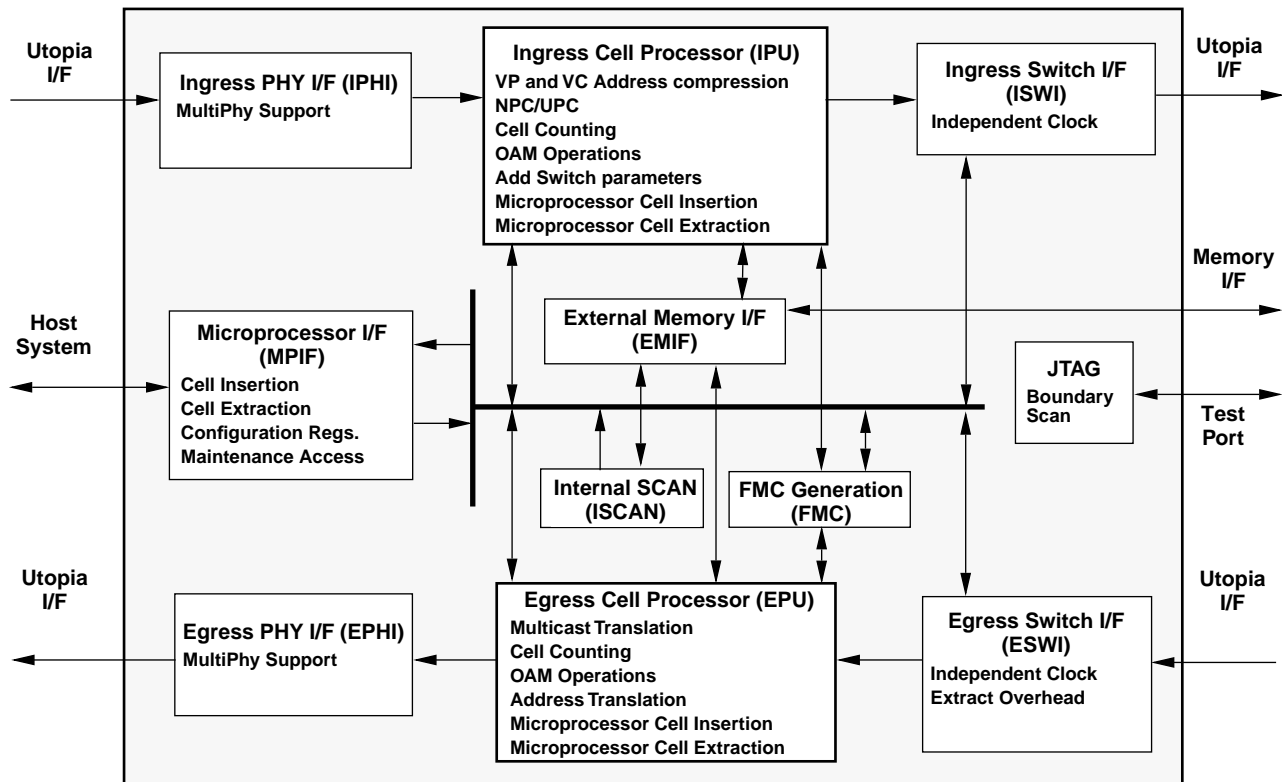 Utopia
I/F
Ingress PHY I/F (IPHI)
MultiPhy Support
Ingress Cell Processor (IPU)
VP and VC Address compression
NPC/UPC
Cell Counting
OAM Operations
Add Switch parameters
Microprocessor Cell Insertion
Microprocessor Cell Extraction
Ingress Switch I/F
(ISWI)
Independent Clock
Utopia
I/F
Memory
I/F
Host
System
Microprocessor I/F
(MPIF)
Cell Insertion
Cell Extraction
Configuration Regs.
Maintenance Access
External Memory I/F
(EMIF)
JTAG
Boundary
Scan
Test
Port
Internal SCAN
(ISCAN)
FMC Generation
(FMC)
Utopia
I/F
Egress PHY I/F (EPHI)
MultiPhy Support
Egress Cell Processor (EPU)
Multicast Translation
Cell Counting
OAM Operations
Address Translation
Microprocessor Cell Insertion
Microprocessor Cell Extraction
Egress Switch I/F
(ESWI)
Independent Clock
Extract Overhead
Utopia
I/F